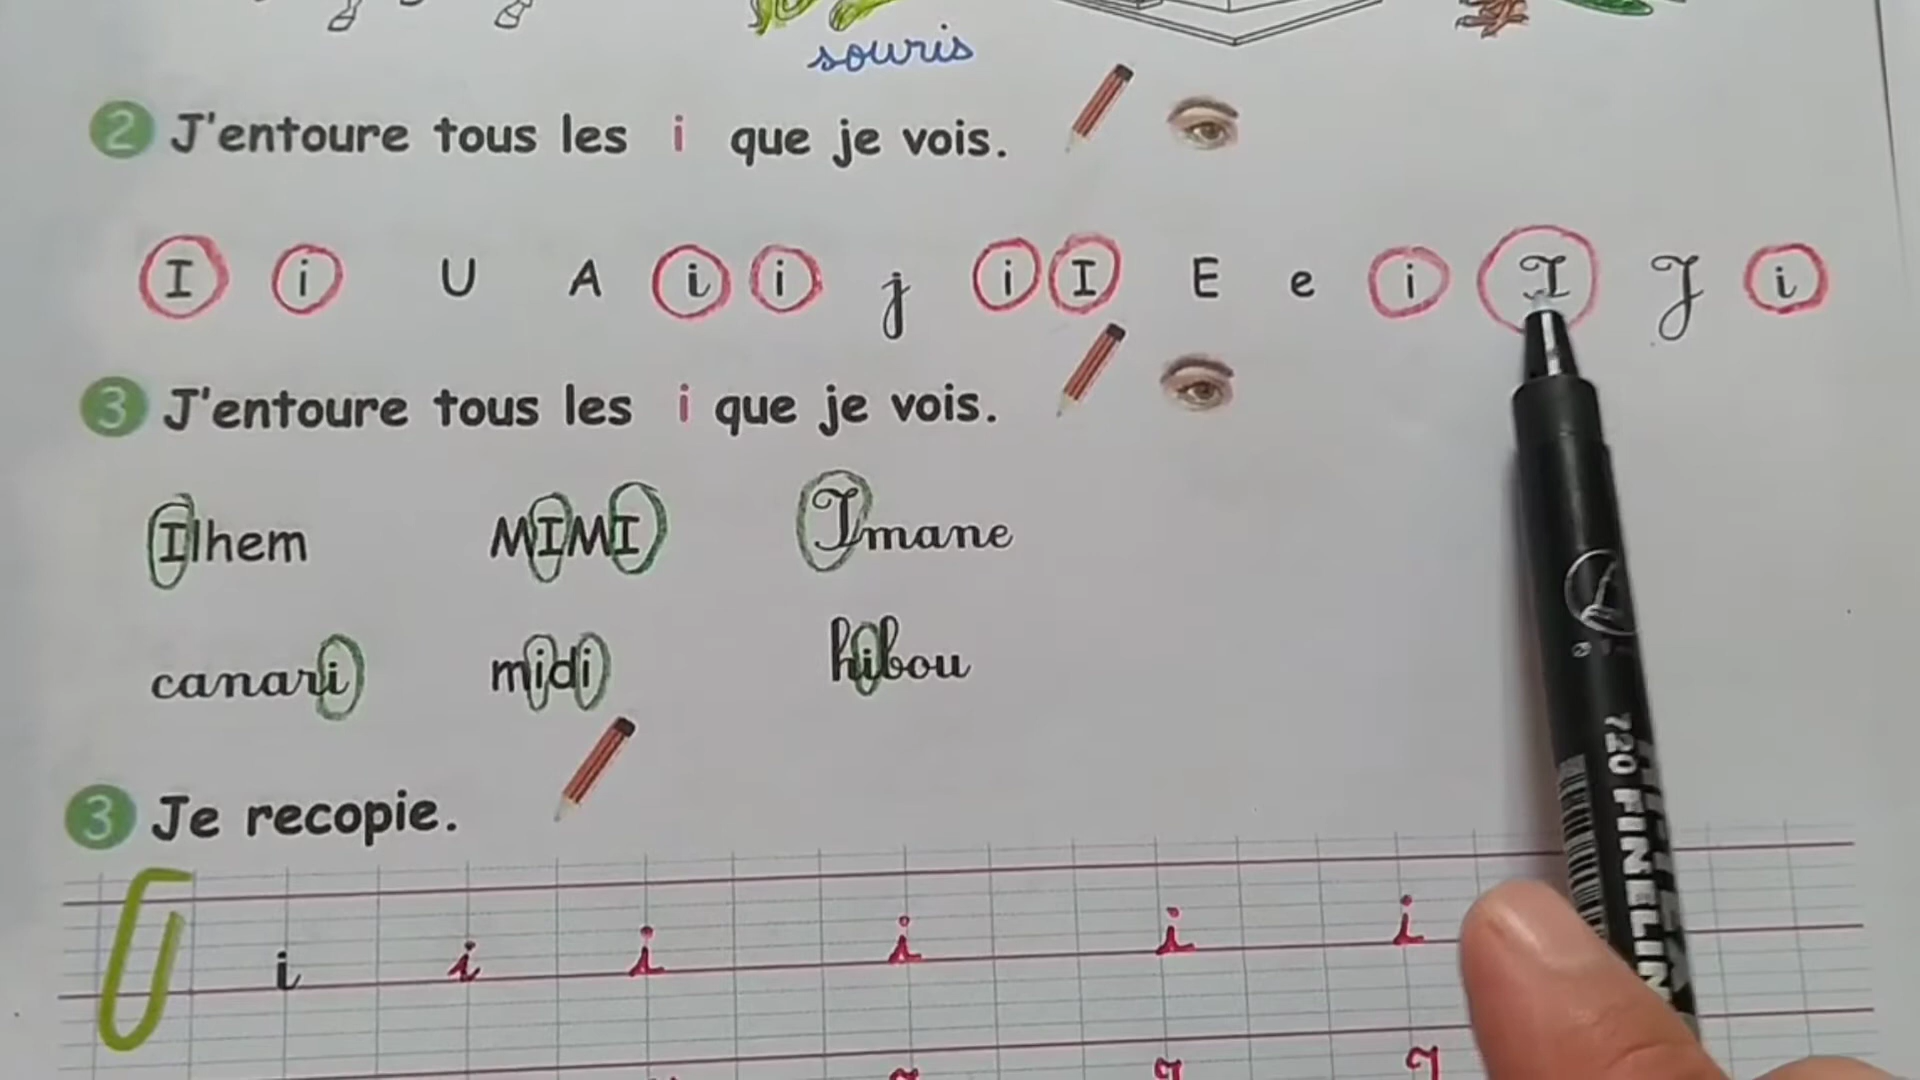 souris
2 J'entoure tous les i que je vois.
I i U A i i j i I E e i I J i
3 J'entoure tous les i que je vois.
Ilhem MIMI Imane
canari midi hibou
3 Je recopie.
i i i i i i
720 FINELIN